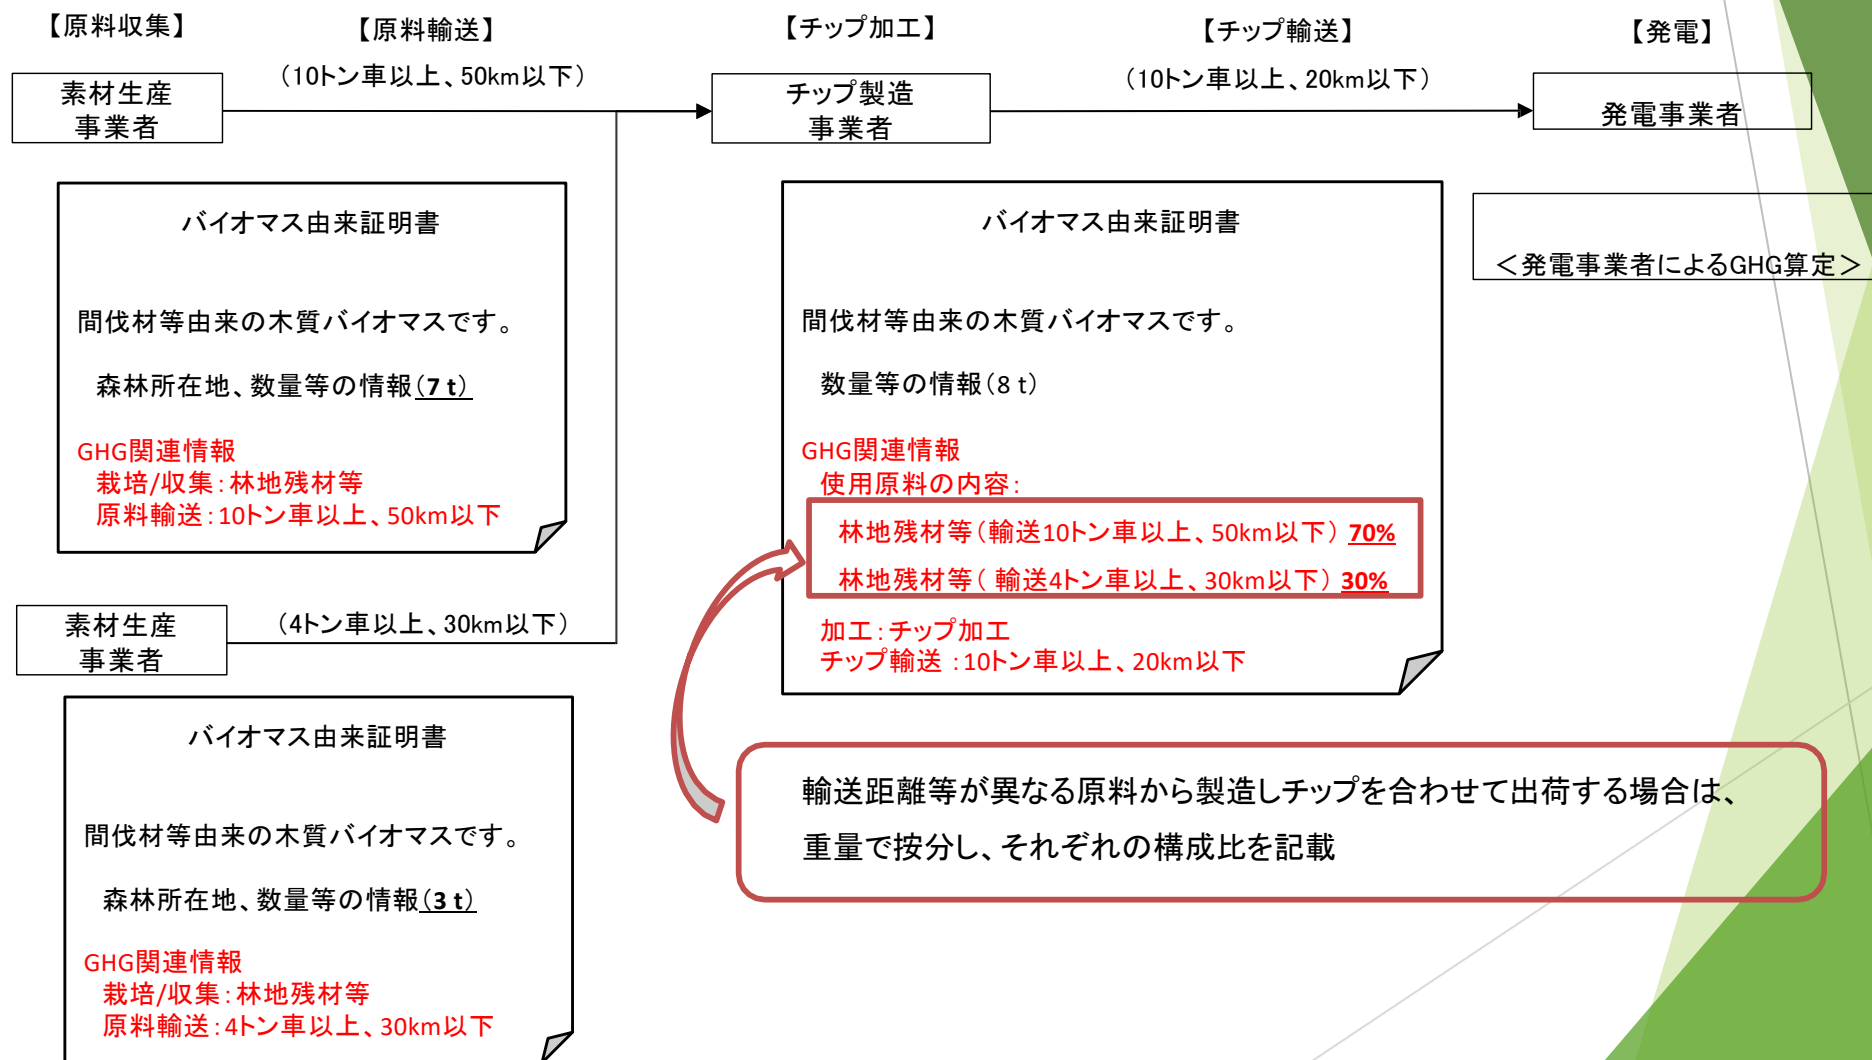 【原料収集】
【原料輸送】
【チップ加工】
【チップ輸送】
【発電】
素材生産
事業者
（10トン車以上、50km以下）
チップ製造
事業者
（10トン車以上、20km以下）
発電事業者
バイオマス由来証明書
間伐材等由来の木質バイオマスです。
森林所在地、数量等の情報（7 t）
GHG関連情報
栽培/収集：林地残材等
原料輸送：10トン車以上、50km以下
素材生産
事業者
（4トン車以上、30km以下）
バイオマス由来証明書
間伐材等由来の木質バイオマスです。
森林所在地、数量等の情報（3 t）
GHG関連情報
栽培/収集：林地残材等
原料輸送：4トン車以上、30km以下
バイオマス由来証明書
間伐材等由来の木質バイオマスです。
数量等の情報（8 t）
GHG関連情報
使用原料の内容：
林地残材等（輸送10トン車以上、50km以下） 70%
林地残材等（ 輸送4トン車以上、30km以下） 30%
加工：チップ加工
チップ輸送 ：10トン車以上、20km以下
＜発電事業者によるGHG算定＞
輸送距離等が異なる原料から製造しチップを合わせて出荷する場合は、
重量で按分し、それぞれの構成比を記載